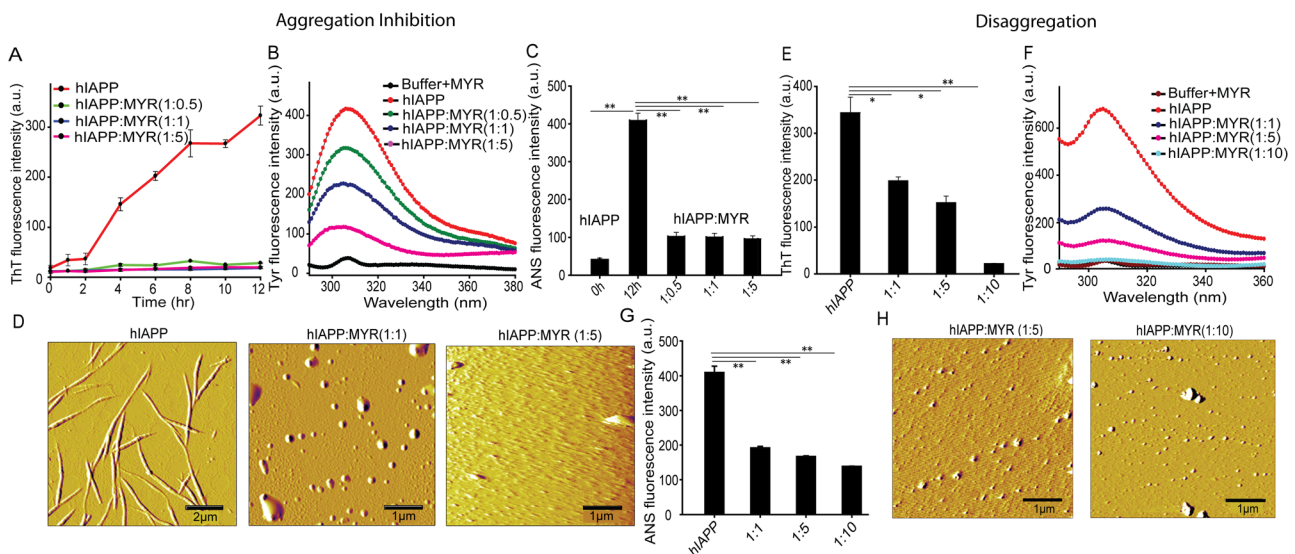 Aggregation Inhibition
Disaggregation
A
ThT fluorescence intensity (a.u.)
300
200
100
0
0 2 4 6 8 10 12
Time (hr)
hIAPP
hIAPP:MYR(1:0.5)
hIAPP:MYR(1:1)
hIAPP:MYR(1:5)
B
Tyr fluorescence intensity (a.u.)
500
400
300
200
100
0
300 320 340 360 380
Wavelength (nm)
Buffer+MYR
hIAPP
hIAPP:MYR(1:0.5)
hIAPP:MYR(1:1)
hIAPP:MYR(1:5)
C
ANS fluorescence intensity (a.u.)
500
400
300
200
100
0
** ** ** **
hIAPP
hIAPP:MYR
0h 12h 1:0.5 1:1 1:5
E
ThT fluorescence intensity (a.u.)
400
300
200
100
0
* * **
hIAPP 1:1 1:5 1:10
F
Tyr fluorescence intensity (a.u.)
600
400
200
0
300 320 340 360
Wavelength (nm)
Buffer+MYR
hIAPP
hIAPP:MYR(1:1)
hIAPP:MYR(1:5)
hIAPP:MYR(1:10)
D
hIAPP
2µm
hIAPP:MYR(1:1)
1µm
hIAPP:MYR (1:5)
1µm
G
ANS fluorescence intensity (a.u.)
500
400
300
200
100
00
** ** **
hIAPP 1:1 1:5 1:10
H
hIAPP:MYR (1:5)
1µm
hIAPP:MYR(1:10)
1µm